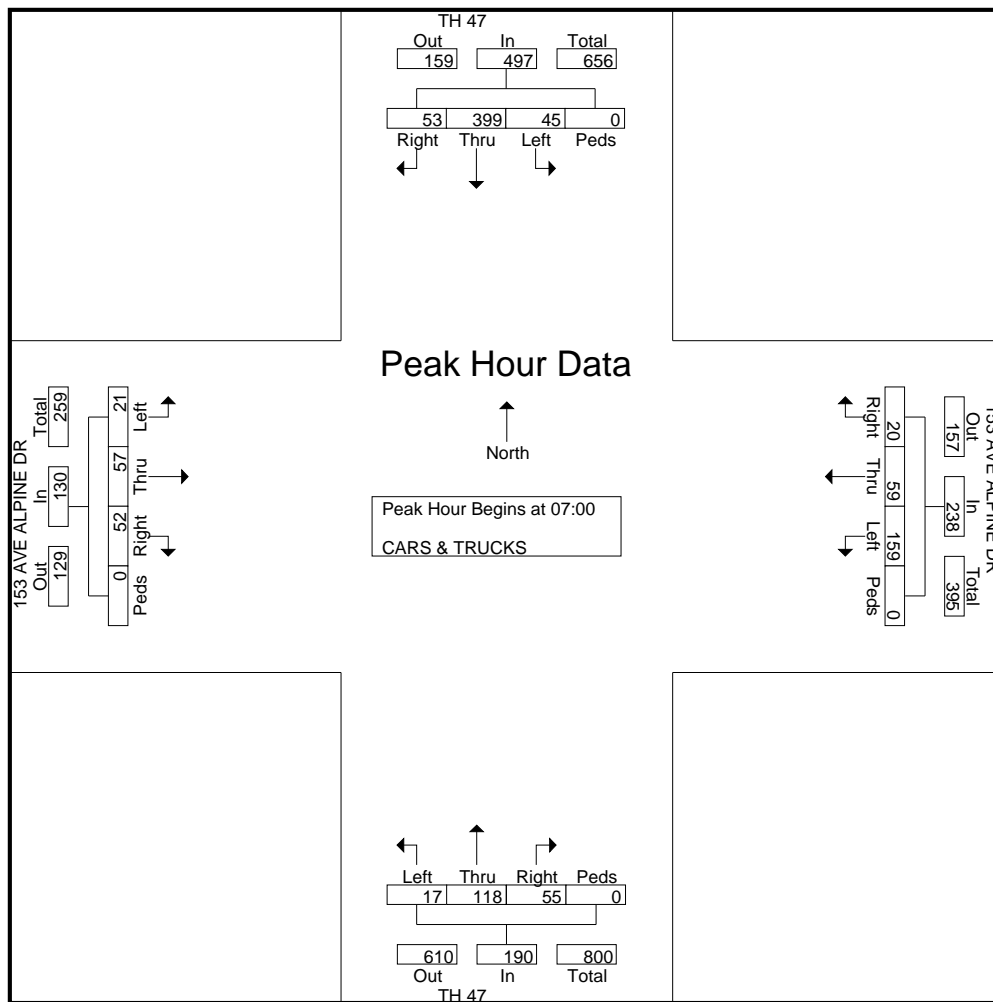 TH 47
Out In Total
159 497 656
53 399 45 0
Right Thru Left Peds
Peak Hour Data
North
Peak Hour Begins at 07:00
CARS & TRUCKS
153 AVE ALPINE DR
Out In Total
129 130 259
21 57 52 0
Left Thru Right Peds
153 AVE ALPINE DR
Out In Total
157 238 395
20 59 159 0
Right Thru Left Peds
Left Thru Right Peds
17 118 55 0
610 190 800
Out In Total
TH 47